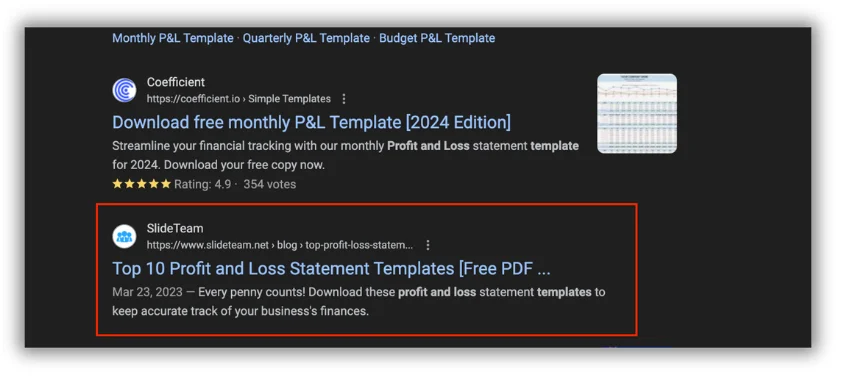 Monthly P&L Template · Quarterly P&L Template · Budget P&L Template
Coefficient
https://coefficient.io › Simple Templates
Download free monthly P&L Template [2024 Edition]
Streamline your financial tracking with our monthly Profit and Loss statement template
for 2024. Download your free copy now.
Rating: 4.9 · 354 votes
SlideTeam
https://www.slideteam.net › blog › top-profit-loss-statem...
Top 10 Profit and Loss Statement Templates [Free PDF ...
Mar 23, 2023 — Every penny counts! Download these profit and loss statement templates to
keep accurate track of your business's finances.